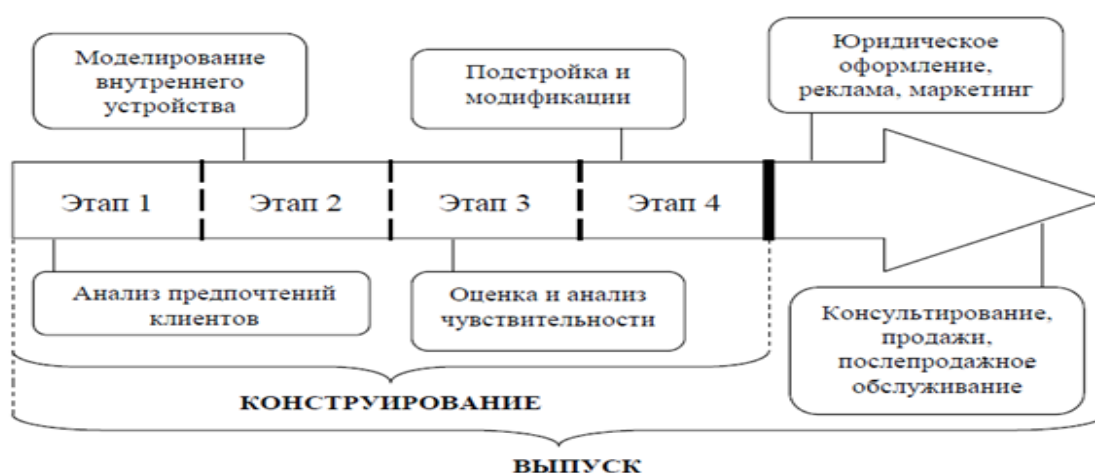 Моделирование
внутреннего
устройства
Подстройка и
модификации
Юридическое
оформление,
реклама, маркетинг
Этап 1
Этап 2
Этап 3
Этап 4
Анализ предпочтений
клиентов
Оценка и анализ
чувствительности
Консультирование,
продажи,
послепродажное
обслуживание
КОНСТРУИРОВАНИЕ
ВЫПУСК